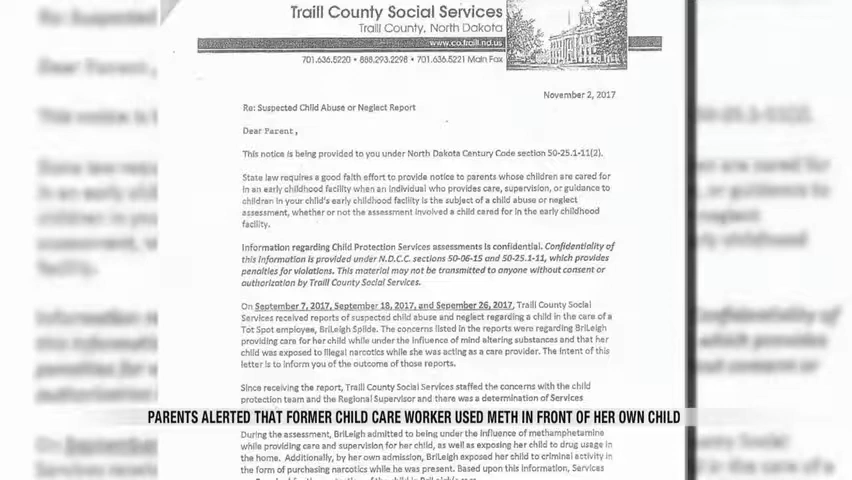 Traill County Social Services
Traill County, North Dakota
www.co.traill.nd.us
701.636.5220 • 888.293.2298 • 701.636.5221 Main Fax
November 2, 2017
Re: Suspected Child Abuse or Neglect Report
Dear Parent,
This notice is being provided to you under North Dakota Century Code section 50-25.1-11(2).
State law requires a good faith effort to provide notice to parents whose children are cared for
in an early childhood facility when an individual who provides care, supervision, or guidance to
children in your child's early childhood facility is the subject of a child abuse or neglect
assessment, whether or not the assessment involved a child cared for in the early childhood
facility.
Information regarding Child Protection Services assessments is confidential. Confidentiality of
this information is provided under N.D.C.C. sections 50-06-15 and 50-25.1-11, which provides
penalties for violations. This material may not be transmitted to anyone without consent or
authorization by Traill County Social Services.
On September 7, 2017, September 18, 2017, and Sepember 26, 2017, Traill County Social
Services received reports of suspected child abuse and neglect regarding a child in the care of a
Tot Spot employee, BriLeigh Splide. The concerns listed in the reports were regarding BriLeigh
providing care for her child while under the influence of mind altering substances and that her
child was exposed to illegal narcotics while she was acting as a care provider. The intent of this
letter is to inform you of the outcome of those reports.
Since receiving the report, Traill County Social Services staffed the concerns with the child
protection team and the Regional Supervisor and there was a determination of Services
PARENTS ALERTED THAT FORMER CHILD CARE WORKER USED METH IN FRONT OF HER OWN CHILD
During the assessment, BriLeigh admitted to being under the influence of methamphetamine
while providing care and supervision for her child, as well as exposing her child to drug usage in
the home. Additionally, by her own admission, BriLeigh exposed her child to criminal activity in
the form of purchasing narcotics while he was present. Based upon this information, Services